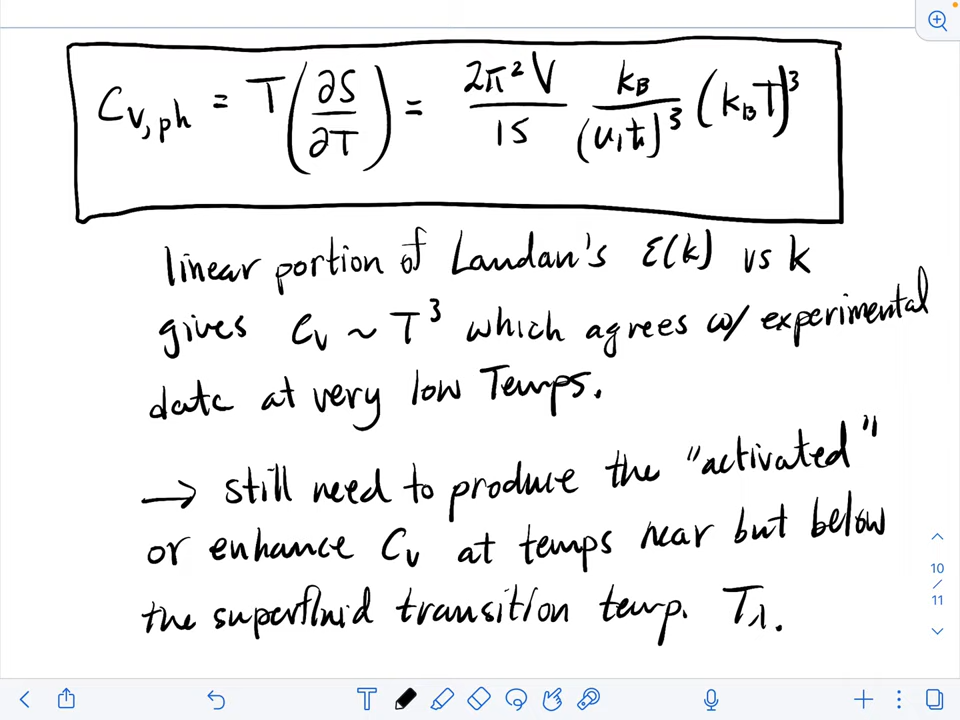 C_{V,ph} = T(∂S/∂T) = 2π²V/15 k_B/(u₁ħ)³ (k_BT)³
linear portion of Landau's ε(k) vs k
gives C_V ~ T³ which agrees w/ experimental
data at very low Temps.
→ still need to produce the "activated"
or enhance C_V at temps near but below
the superfluid transition temp. T_λ.
10
/
11
T